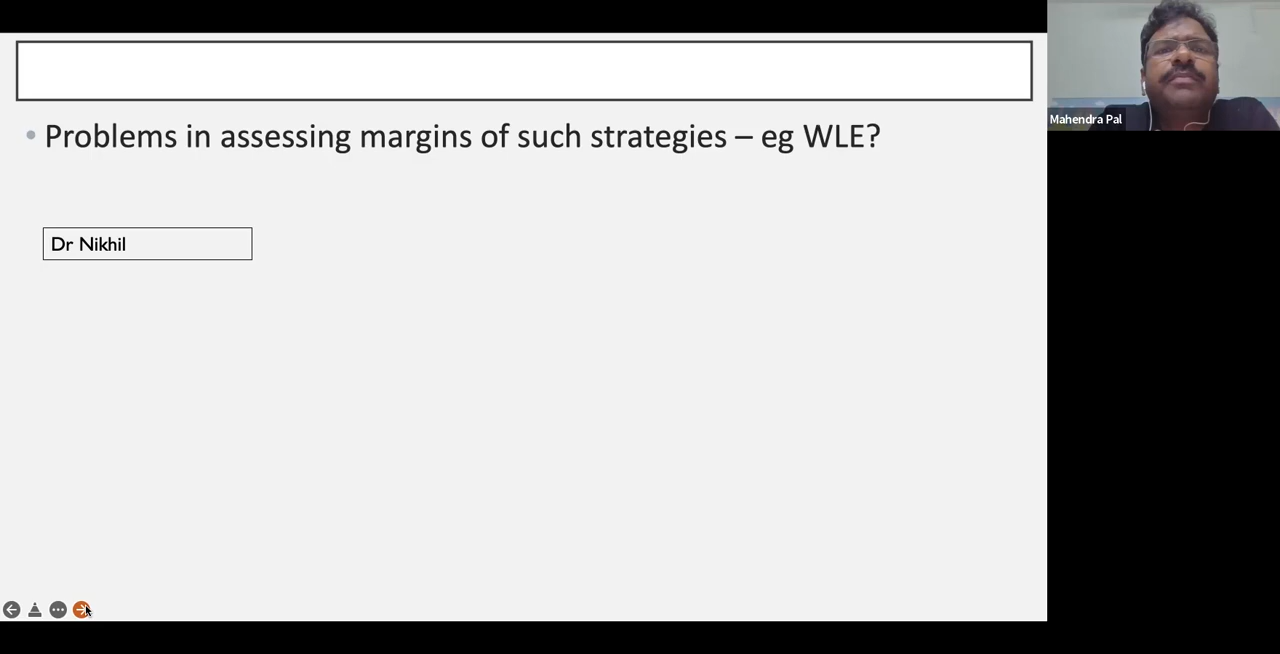 • Problems in assessing margins of such strategies – eg WLE?
Dr Nikhil
Mahendra Pal